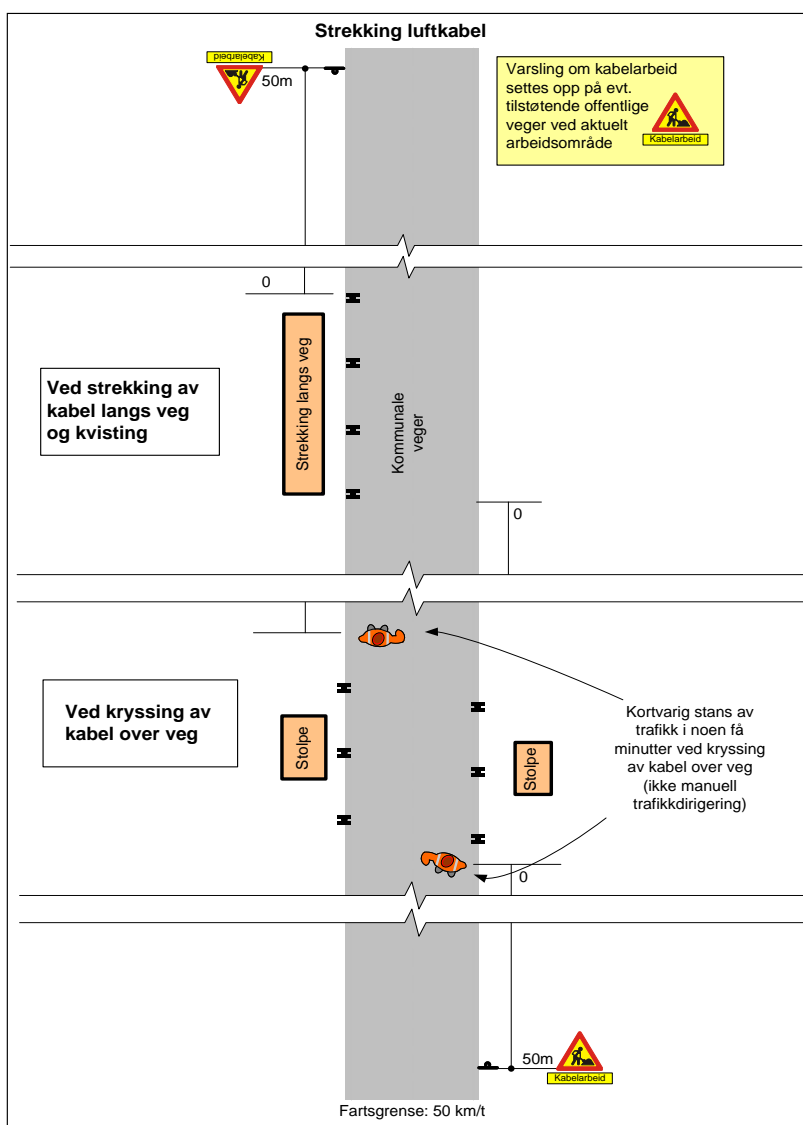 Strekking luftkabel
Kabelarbeid
50m
Varsling om kabelarbeid
settes opp på evt.
tilstøtende offentlige
veger ved aktuelt
arbeidsområde
Kabelarbeid
0
Ved strekking av
kabel langs veg
og kvisting
Strekking langs veg
Kommunale
veger
0
Ved kryssing av
kabel over veg
Stolpe
Stolpe
Kortvarig stans av
trafikk i noen få
minutter ved kryssing
av kabel over veg
(ikke manuell
trafikkdirigering)
0
50m
Kabelarbeid
Fartsgrense: 50 km/t